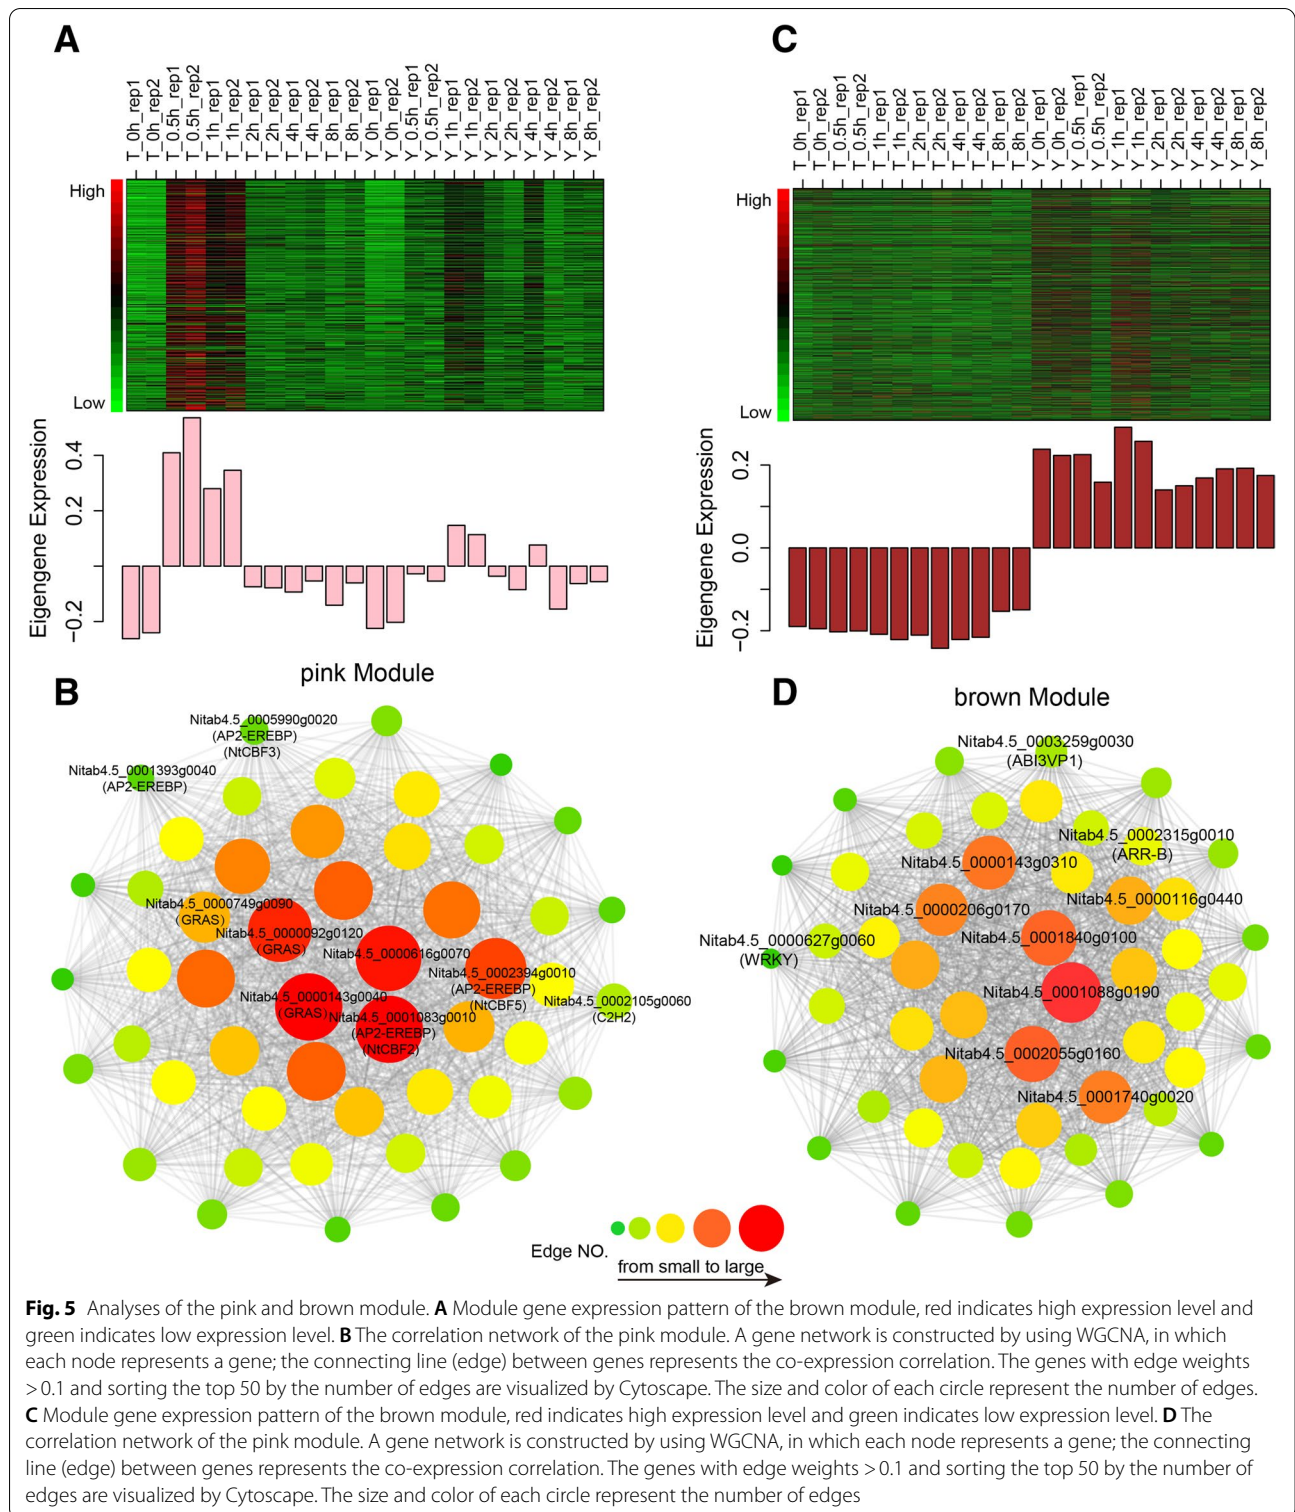 A
T_0h_rep1
T_0h_rep2
T_0.5h_rep1
T_0.5h_rep2
T_1h_rep1
T_1h_rep2
T_2h_rep1
T_2h_rep2
T_4h_rep1
T_4h_rep2
T_8h_rep1
T_8h_rep2
Y_0h_rep1
Y_0h_rep2
Y_0.5h_rep1
Y_0.5h_rep2
Y_1h_rep1
Y_1h_rep2
Y_2h_rep1
Y_2h_rep2
Y_4h_rep1
Y_4h_rep2
Y_8h_rep1
Y_8h_rep2
High
Low
Eigengene Expression
0.4
0.2
−0.2
C
T_0h_rep1
T_0h_rep2
T_0.5h_rep1
T_0.5h_rep2
T_1h_rep1
T_1h_rep2
T_2h_rep1
T_2h_rep2
T_4h_rep1
T_4h_rep2
T_8h_rep1
T_8h_rep2
Y_0h_rep1
Y_0h_rep2
Y_0.5h_rep1
Y_0.5h_rep2
Y_1h_rep1
Y_1h_rep2
Y_2h_rep1
Y_2h_rep2
Y_4h_rep1
Y_4h_rep2
Y_8h_rep1
Y_8h_rep2
High
Low
Eigengene Expression
0.2
0.0
−0.2
B
pink Module
Nitab4.5_0005990g0020
(AP2-EREBP)
(NtCBF3)
Nitab4.5_0001393g0040
(AP2-EREBP)
Nitab4.5_0000749g0090
(GRAS)
Nitab4.5_0000092g0120
(GRAS)
Nitab4.5_0000616g0070
Nitab4.5_0002394g0010
(AP2-EREBP)
(NtCBF5)
Nitab4.5_0000143g0040
(GRAS)
Nitab4.5_0002105g0060
(C2H2)
Nitab4.5_0001083g0010
(AP2-EREBP)
(NtCBF2)
D
brown Module
Nitab4.5_0003259g0030
(ABI3VP1)
Nitab4.5_0002315g0010
(ARR-B)
Nitab4.5_0000143g0310
Nitab4.5_0000116g0440
Nitab4.5_0000206g0170
Nitab4.5_0000627g0060
(WRKY)
Nitab4.5_0001840g0100
Nitab4.5_0001088g0190
Nitab4.5_0002055g0160
Nitab4.5_0001740g0020
Edge NO.
from small to large
Fig. 5 Analyses of the pink and brown module. A Module gene expression pattern of the brown module, red indicates high expression level and
green indicates low expression level. B The correlation network of the pink module. A gene network is constructed by using WGCNA, in which
each node represents a gene; the connecting line (edge) between genes represents the co-expression correlation. The genes with edge weights
> 0.1 and sorting the top 50 by the number of edges are visualized by Cytoscape. The size and color of each circle represent the number of edges.
C Module gene expression pattern of the brown module, red indicates high expression level and green indicates low expression level. D The
correlation network of the pink module. A gene network is constructed by using WGCNA, in which each node represents a gene; the connecting
line (edge) between genes represents the co-expression correlation. The genes with edge weights > 0.1 and sorting the top 50 by the number of
edges are visualized by Cytoscape. The size and color of each circle represent the number of edges